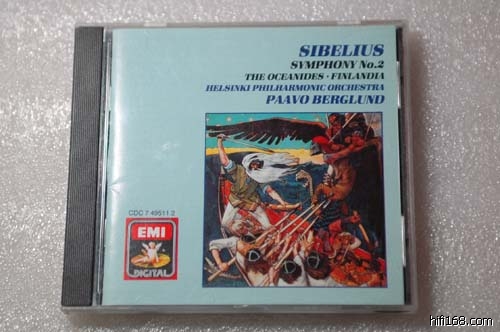 SIBELIUS
SYMPHONY No.2
THE OCEANIDES · FINLANDIA
HELSINKI PHILHARMONIC ORCHESTRA
PAAVO BERGLUND
CDC 7 49511 2
EMI
DIGITAL
hifi168.com